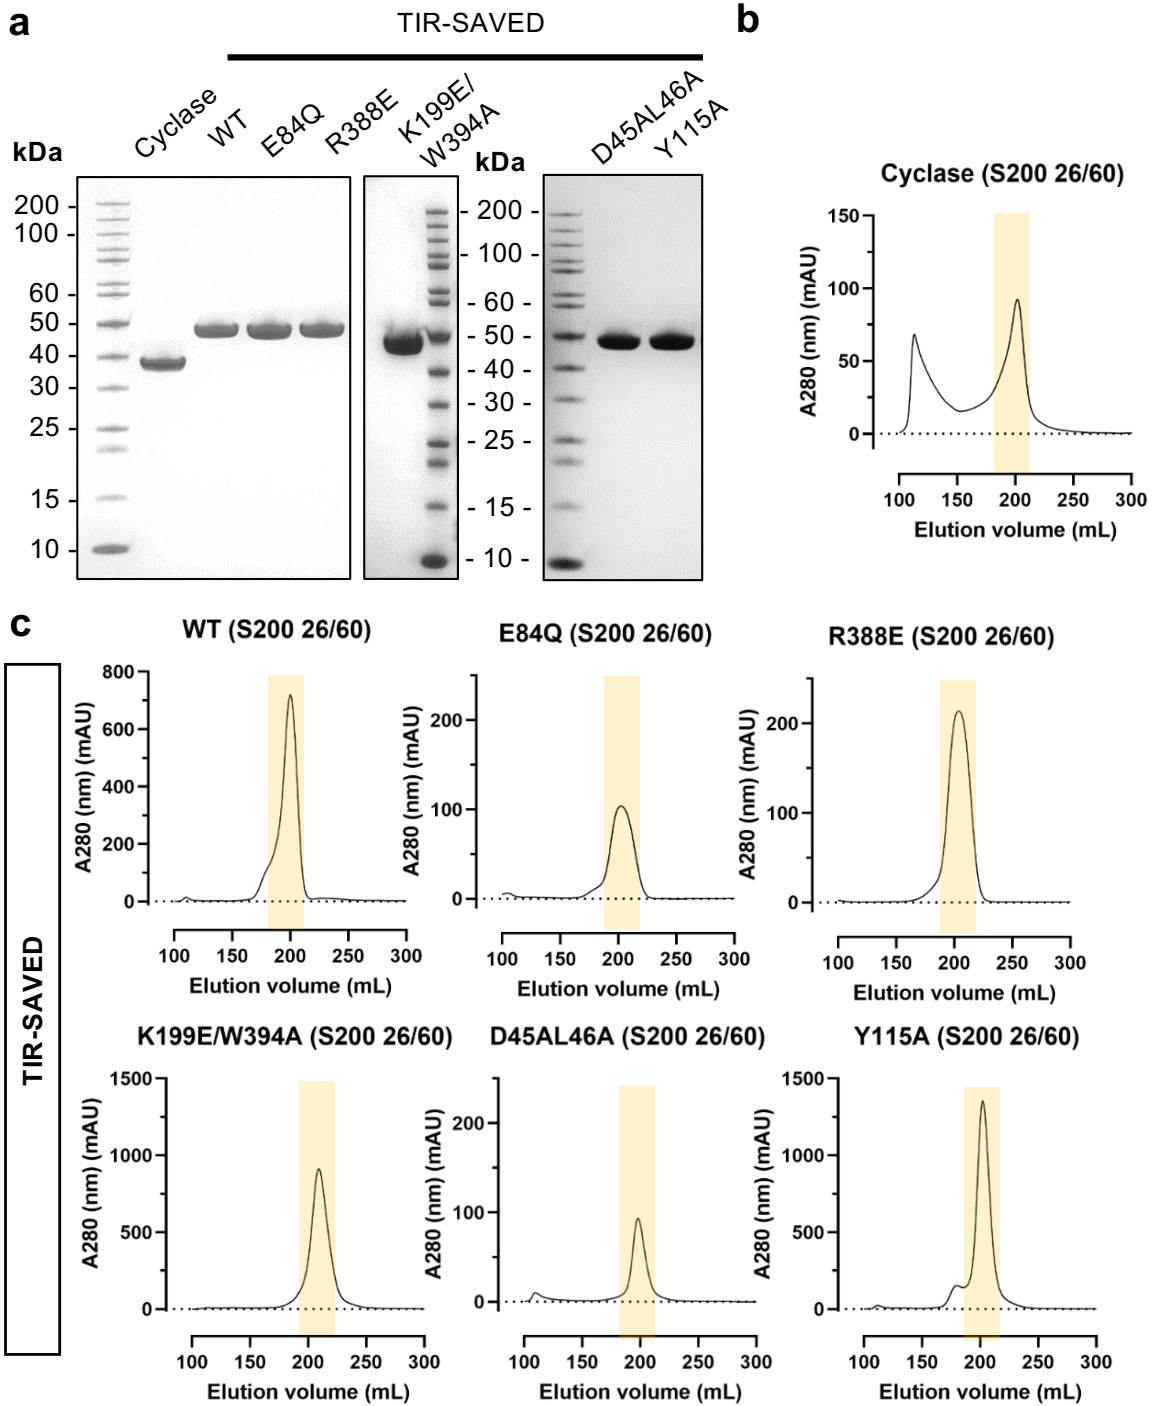 a
TIR-SAVED
Cyclase
WT
E84Q
R388E
K199E/
W394A
D45AL46A
Y115A
kDa
kDa
200 -
100 -
60 -
50 -
40 -
30 -
25 -
15 -
10 -
- 200 -
- 100 -
- 60 -
- 50 -
- 40 -
- 30 -
- 25 -
- 15 -
- 10 -
b
Cyclase (S200 26/60)
A280 (nm) (mAU)
150
100
50
0
100 150 200 250 300
Elution volume (mL)
c
TIR-SAVED
WT (S200 26/60)
A280 (nm) (mAU)
800
600
400
200
0
100 150 200 250 300
Elution volume (mL)
E84Q (S200 26/60)
A280 (nm) (mAU)
200
100
0
100 150 200 250 300
Elution volume (mL)
R388E (S200 26/60)
A280 (nm) (mAU)
200
100
0
100 150 200 250 300
Elution volume (mL)
K199E/W394A (S200 26/60)
A280 (nm) (mAU)
1500
1000
500
0
100 150 200 250 300
Elution volume (mL)
D45AL46A (S200 26/60)
A280 (nm) (mAU)
200
100
0
100 150 200 250 300
Elution volume (mL)
Y115A (S200 26/60)
A280 (nm) (mAU)
1500
1000
500
0
100 150 200 250 300
Elution volume (mL)